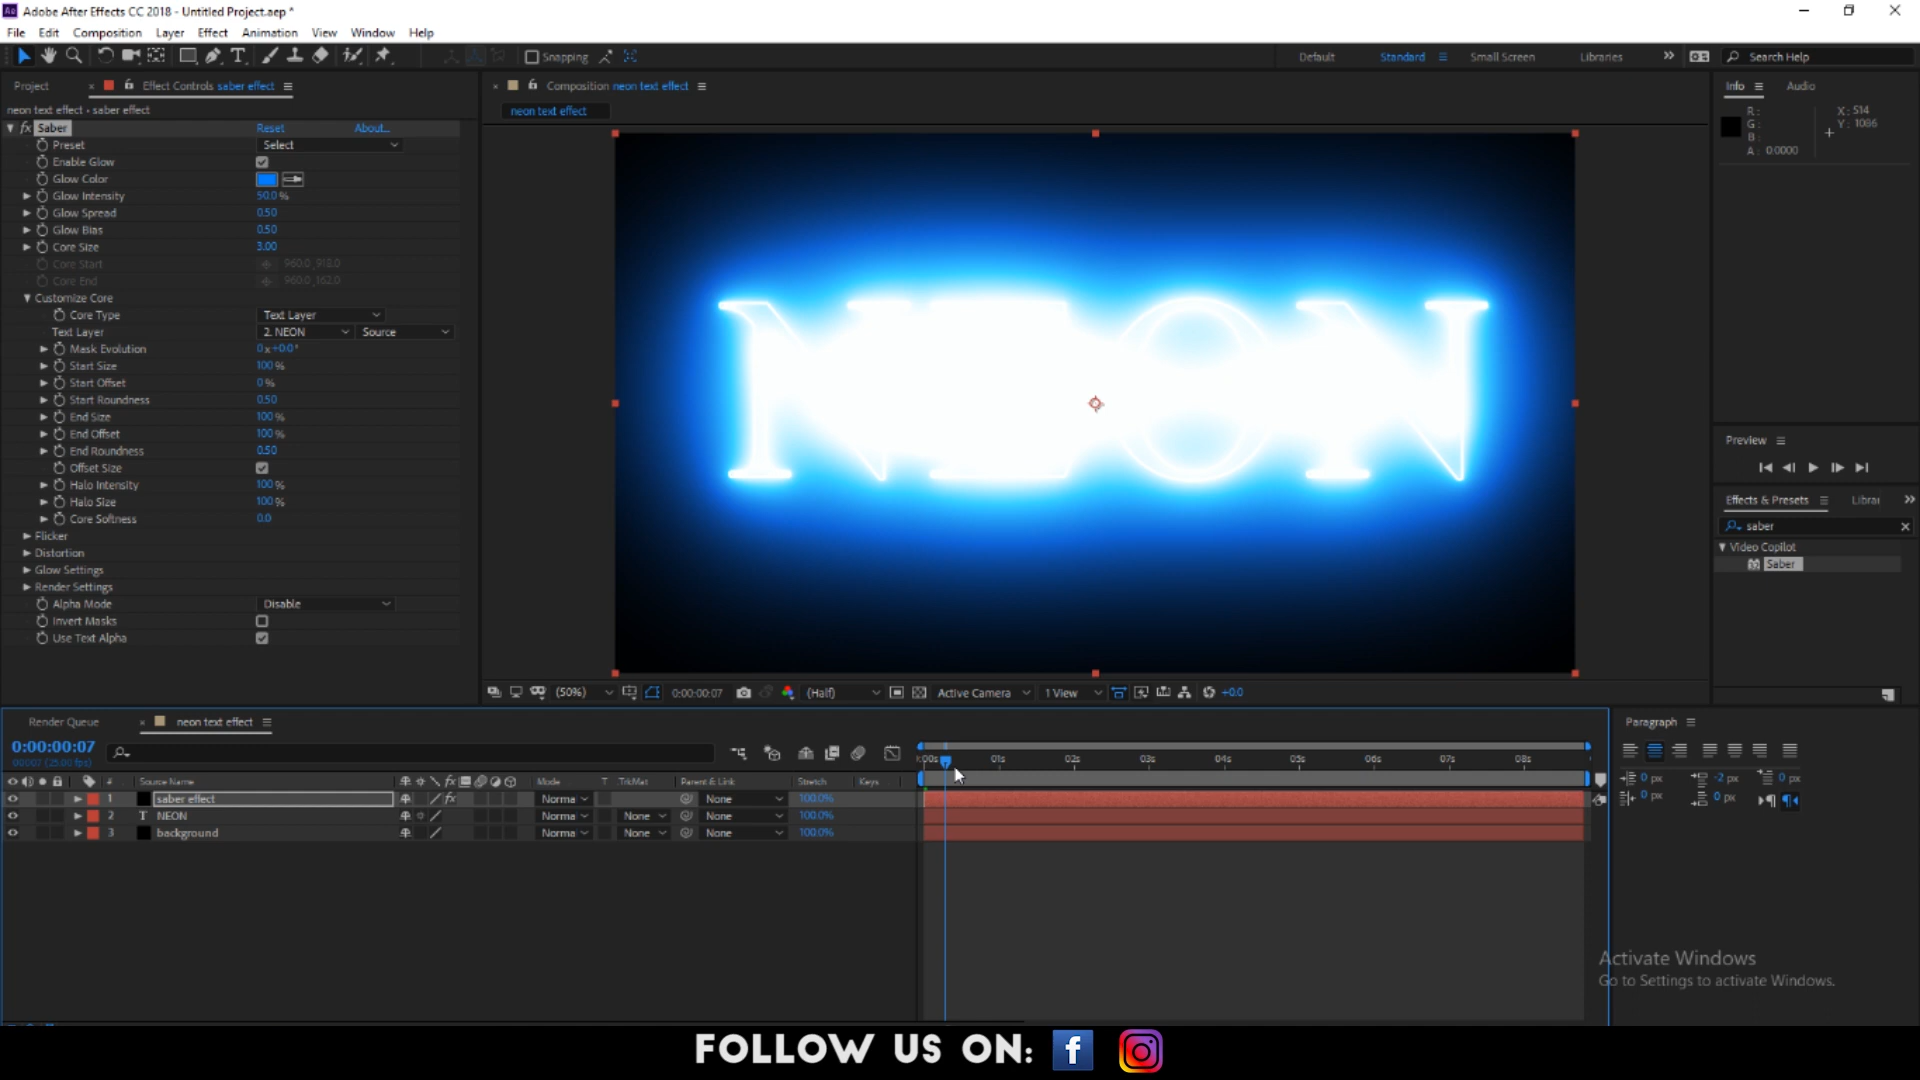 Ae Adobe After Effects CC 2018 - Untitled Project.aep *
File Edit Composition Layer Effect Animation View Window Help
Snapping Default Standard Small Screen Libraries Search Help
Project Effect Controls saber effect
neon text effect • saber effect
fx Saber Reset About...
Preset Select
Enable Glow
Glow Color
Glow Intensity 50.0%
Glow Spread 0.50
Glow Bias 0.50
Core Size 3.00
Core Start 960.0, 918.0
Core End 960.0, 162.0
Customize Core
Core Type Text Layer
Text Layer 2. NEON Source
Mask Evolution 0x+0.0°
Start Size 100%
Start Offset 0%
Start Roundness 0.50
End Size 100%
End Offset 100%
End Roundness 0.50
Offset Size
Halo Intensity 100%
Halo Size 100%
Core Softness 0.0
Flicker
Distortion
Glow Settings
Render Settings
Alpha Mode Disable
Invert Masks
Use Text Alpha
Composition neon text effect
neon text effect
NEON
(50%) 0:00:00:07 (Half) Active Camera 1 View +0.0
Info Audio
R: X: 514
G: Y: 1086
B:
A: 0.0000
Preview
Effects & Presets Librar
saber
Video Copilot
Saber
Render Queue neon text effect
0:00:00:07
00007 (25.00 fps)
# Source Name fx Mode T .TrkMat Parent & Link Stretch Keys
1 saber effect fx Norma None 100.0%
2 T NEON Norma None None 100.0%
3 background Norma None None 100.0%
:00s 01s 02s 03s 04s 05s 06s 07s 08s
Paragraph
0 px -2 px 0 px
0 px 0 px
Activate Windows
Go to Settings to activate Windows.
FOLLOW US ON: f